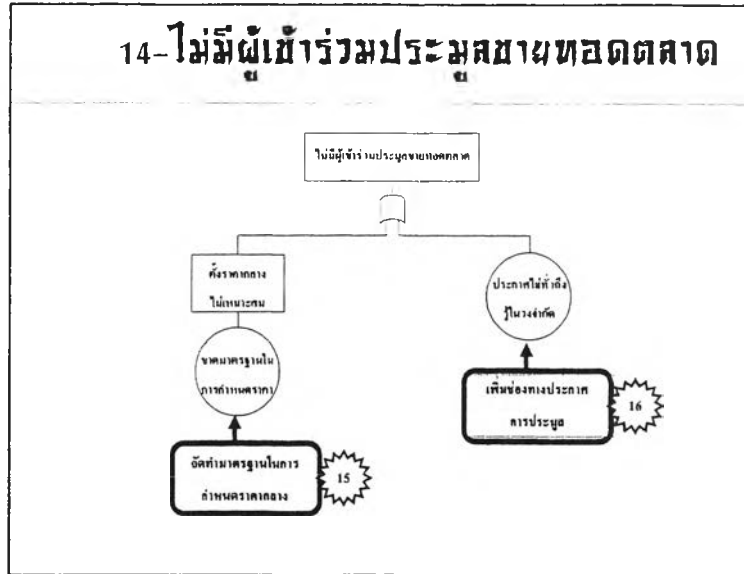 14-ไม่มีผู้เข้าร่วมประมูลขายทอดตลาด
ไม่มีผู้เข้าร่วมประมูลขายทอดตลาด
ตั้งราคากลาง
ไม่เหมาะสม
ประกาศไม่ทั่วถึง
รู้ในวงจำกัด
ขาดมาตรฐานใน
การกำหนดราคา
เพิ่มช่องทางประกาศ
การประมูล
16
จัดทำมาตรฐานในการ
กำหนดราคากลาง
15